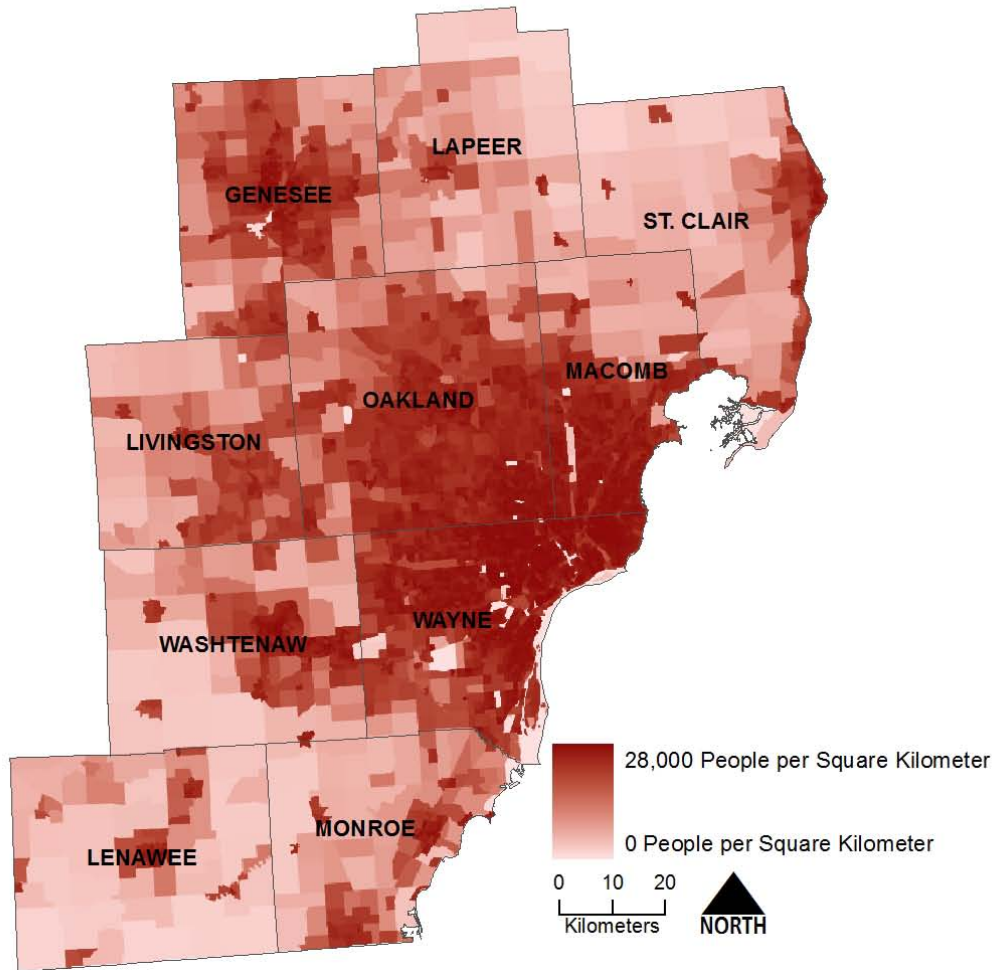 LAPEER
GENESEE
ST. CLAIR
MACOMB
OAKLAND
LIVINGSTON
WAYNE
WASHTENAW
28,000 People per Square Kilometer
MONROE
0 People per Square Kilometer
LENAWEE
0 10 20
Kilometers
NORTH